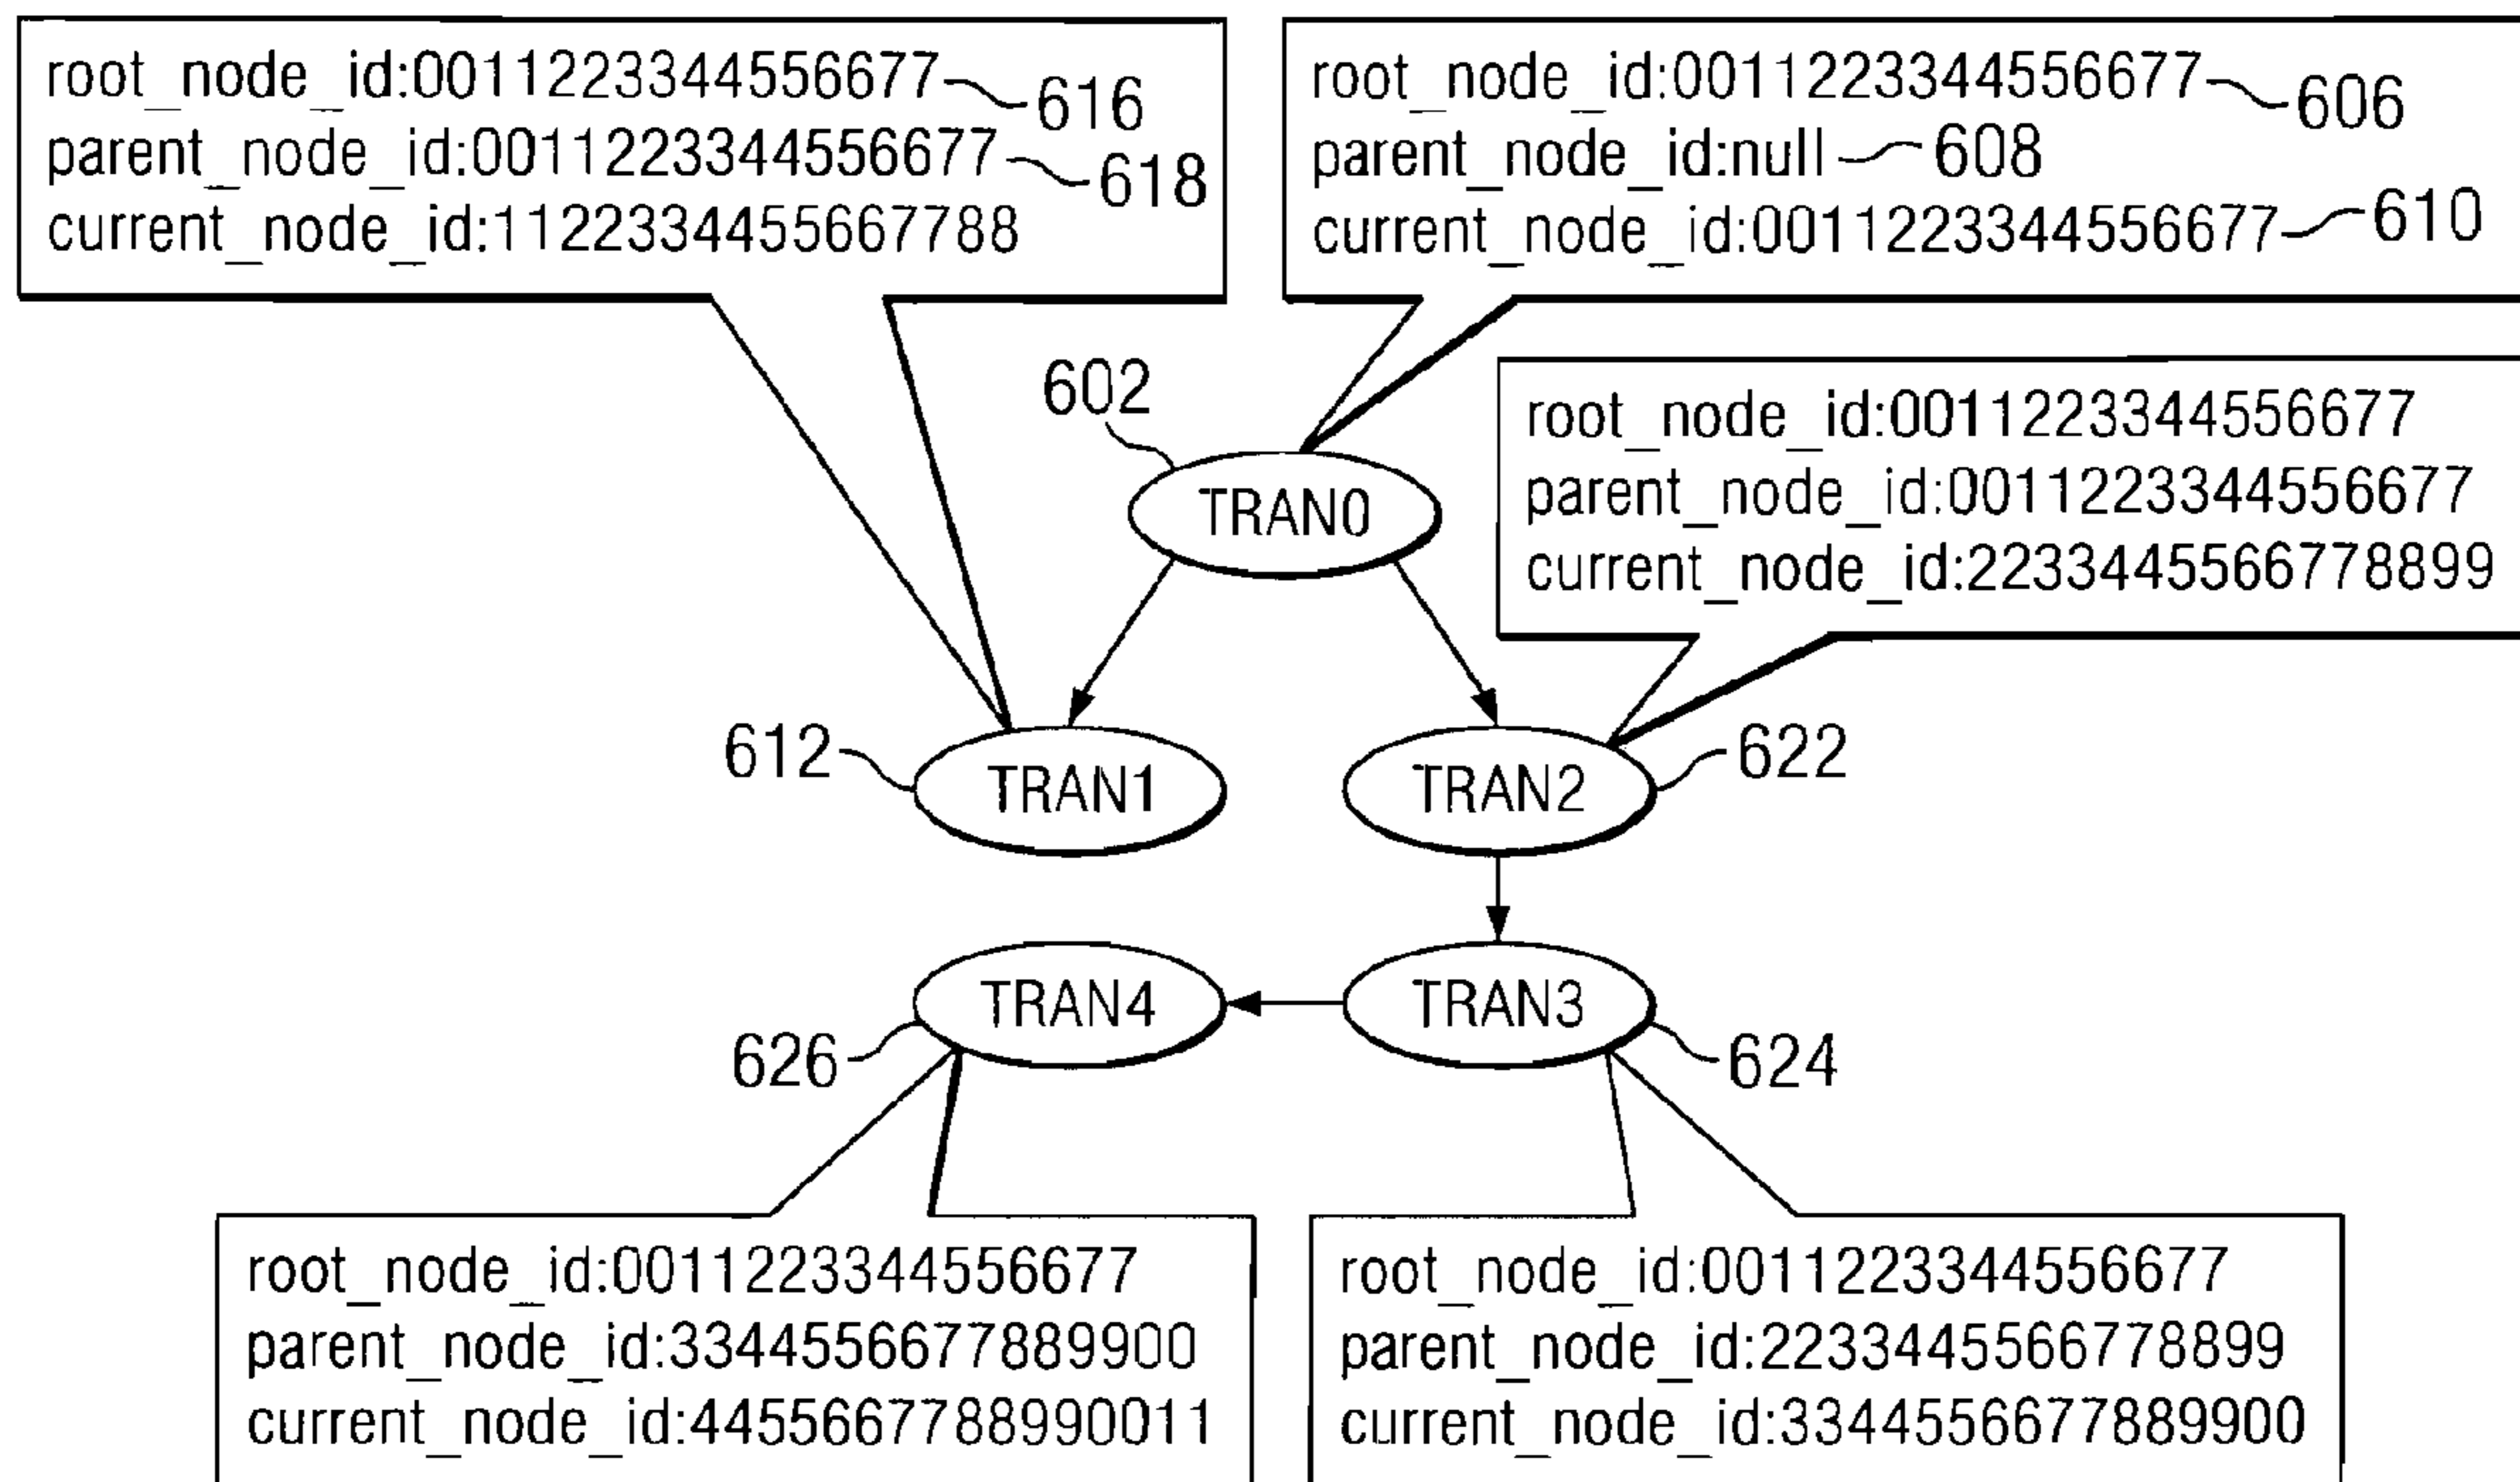 root_node_id:0011223344556677 616
parent_node_id:0011223344556677 618
current_node_id:1122334455667788
root_node_id:0011223344556677 606
parent_node_id:null 608
current_node_id:0011223344556677 610
602
TRAN0
root_node_id:0011223344556677
parent_node_id:0011223344556677
current_node_id:2233445566778899
612
TRAN1
TRAN2
622
TRAN4
TRAN3
626
624
root_node_id:0011223344556677
parent_node_id:3344556677889900
current_node_id:4455667788990011
root_node_id:0011223344556677
parent_node_id:2233445566778899
current_node_id:3344556677889900